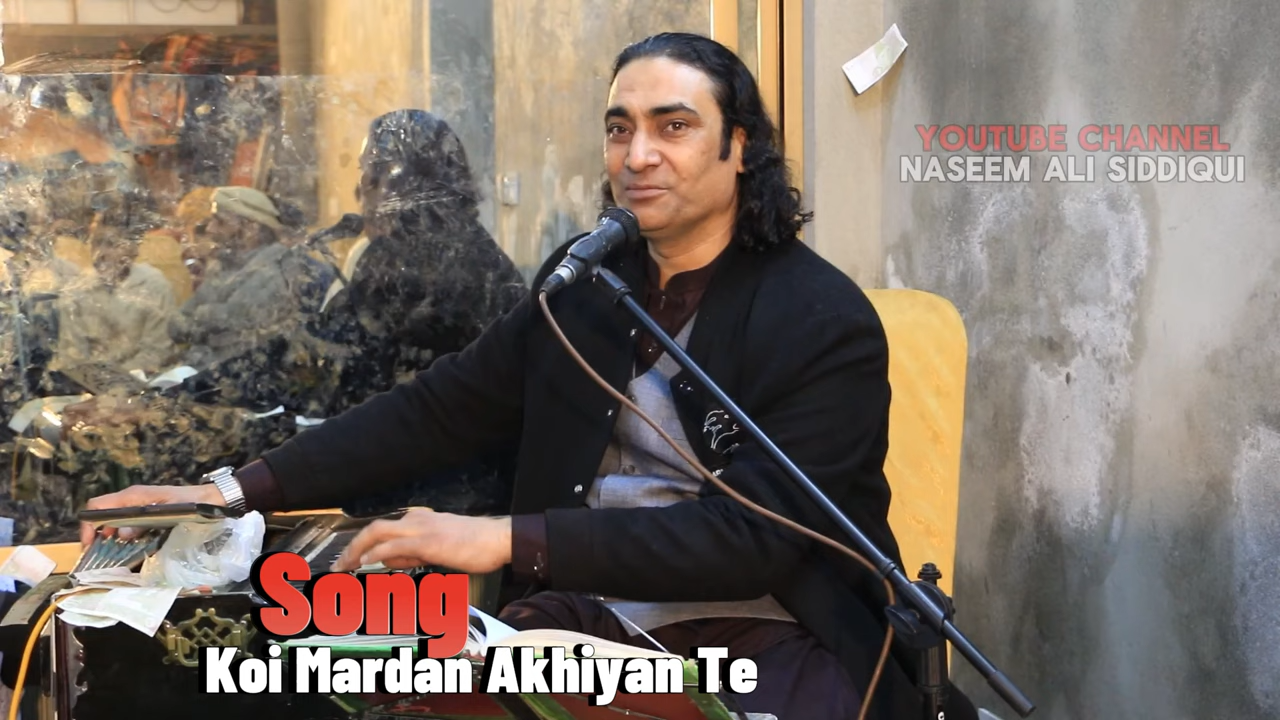 YOUTUBE CHANNEL
NASEEM ALI SIDDIQUI
Song
Koi Mardan Akhiyan Te